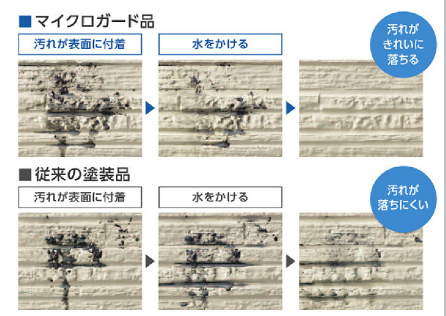 ■マイクロガード品
汚れが表面に付着
水をかける
汚れが
きれいに
落ちる
■従来の塗装品
汚れが表面に付着
水をかける
汚れが
落ちにくい